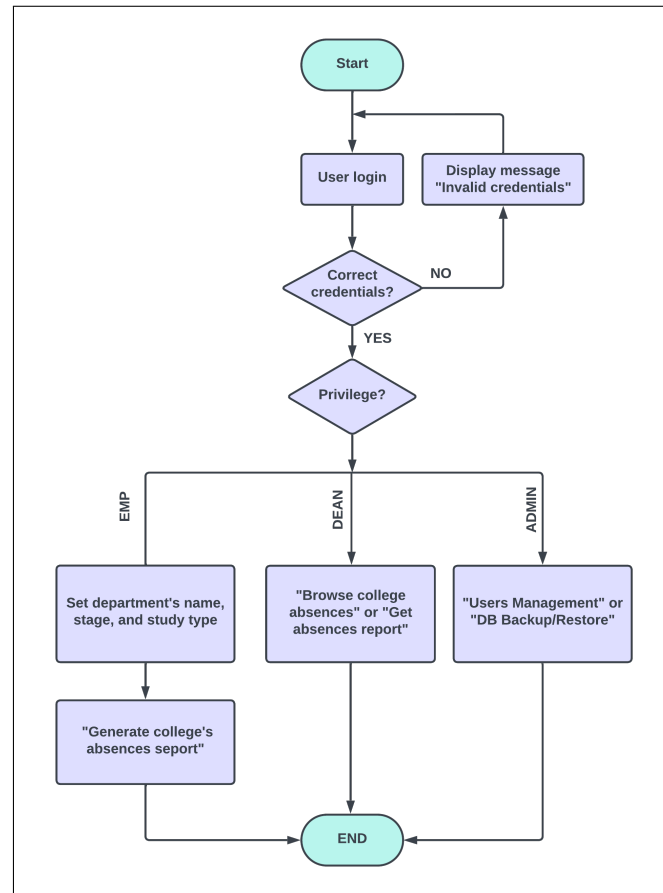 Start
User login
Display message
"Invalid credentials"
Correct
credentials?
NO
YES
Privilege?
EMP
DEAN
ADMIN
Set department's name,
stage, and study type
"Browse college
absences" or "Get
absences report"
"Users Management" or
"DB Backup/Restore"
"Generate college's
absences seport"
END